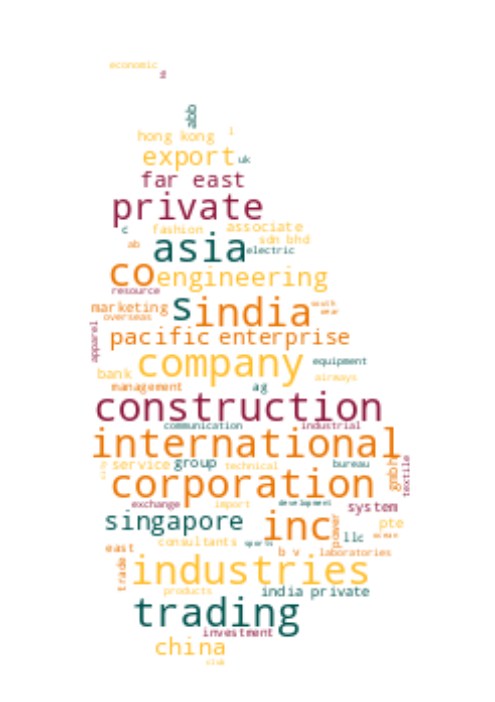 economic
abb
hong kong l
export uk
far east
private
c fashion associate
ab sdn bhd
asia electric
co engineering
resource
marketing s india south
overseas wear
pacific enterprise
apparel
company equipment
bank airways
management ag
construction
communication industrial
international
city service group technical bureau
corporation gmbh textile
exchange import development system
singapore inc power llc pte
ocean
consultants sports
east b v laboratories
trade industries
products india private
trading
investment
china
club